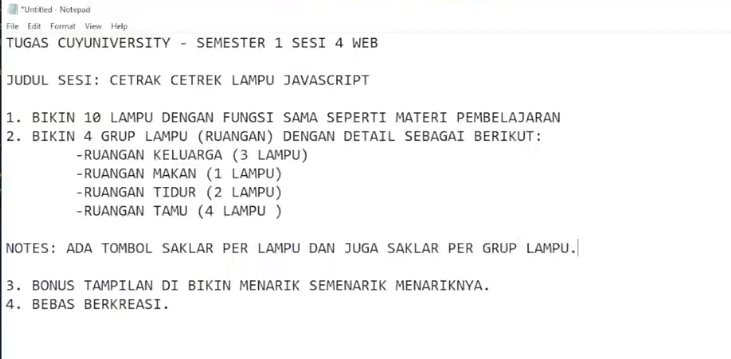 *Untitled - Notepad
File Edit Format View Help
TUGAS CUYUNIVERSITY - SEMESTER 1 SESI 4 WEB
JUDUL SESI: CETRAK CETREK LAMPU JAVASCRIPT
1. BIKIN 10 LAMPU DENGAN FUNGSI SAMA SEPERTI MATERI PEMBELAJARAN
2. BIKIN 4 GRUP LAMPU (RUANGAN) DENGAN DETAIL SEBAGAI BERIKUT:
-RUANGAN KELUARGA (3 LAMPU)
-RUANGAN MAKAN (1 LAMPU)
-RUANGAN TIDUR (2 LAMPU)
-RUANGAN TAMU (4 LAMPU )
NOTES: ADA TOMBOL SAKLAR PER LAMPU DAN JUGA SAKLAR PER GRUP LAMPU.
3. BONUS TAMPILAN DI BIKIN MENARIK SEMENARIK MENARIKNYA.
4. BEBAS BERKREASI.